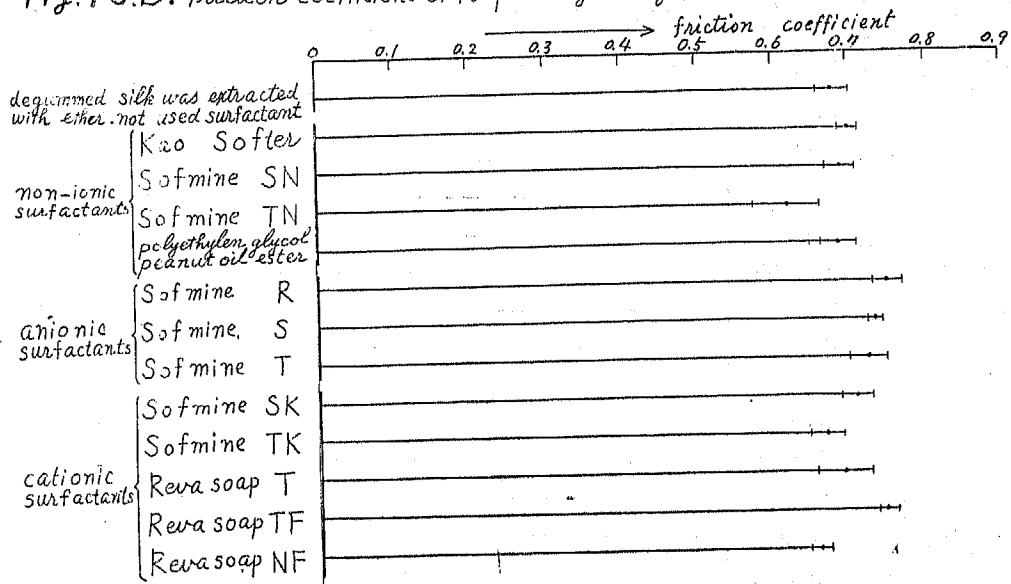 friction coefficient
0 0.1 0.2 0.3 0.4 0.5 0.6 0.7 0.8 0.9
degummed silk was extracted
with ether. not used surfactant
non-ionic
surfactants
Kao Softer
Sofmine SN
Sofmine TN
polyethylen glycol
peanut oil ester
anionic
surfactants
Sofmine R
Sofmine. S
Sofmine T
cationic
surfactants
Sofmine SK
Sofmine TK
Reva soap T
Reva soap TF
Reva soap NF